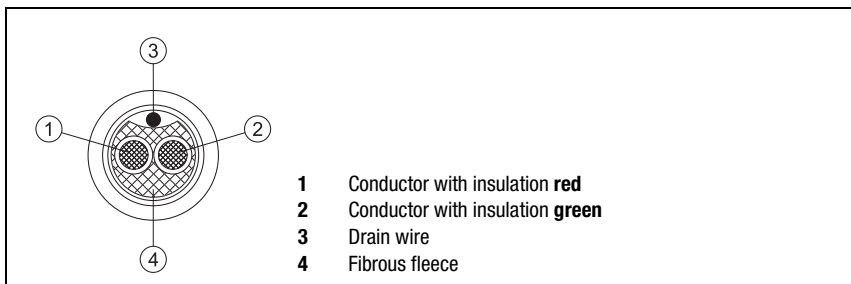 3
1
2
4
1 Conductor with insulation red
2 Conductor with insulation green
3 Drain wire
4 Fibrous fleece